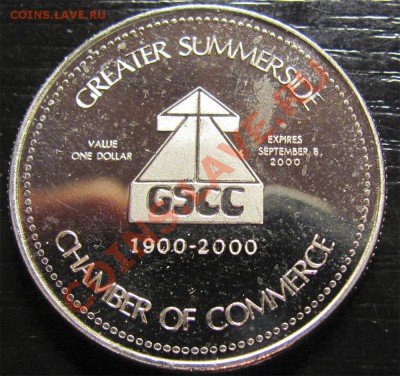 COINS.LAVE.RU
GREATER SUMMERSIDE
VALUE
ONE DOLLAR
EXPIRES
SEPTEMBER 8,
2000
GSCC
1900-2000
CHAMBER OF COMMERCE
COINS.LAVE.RU